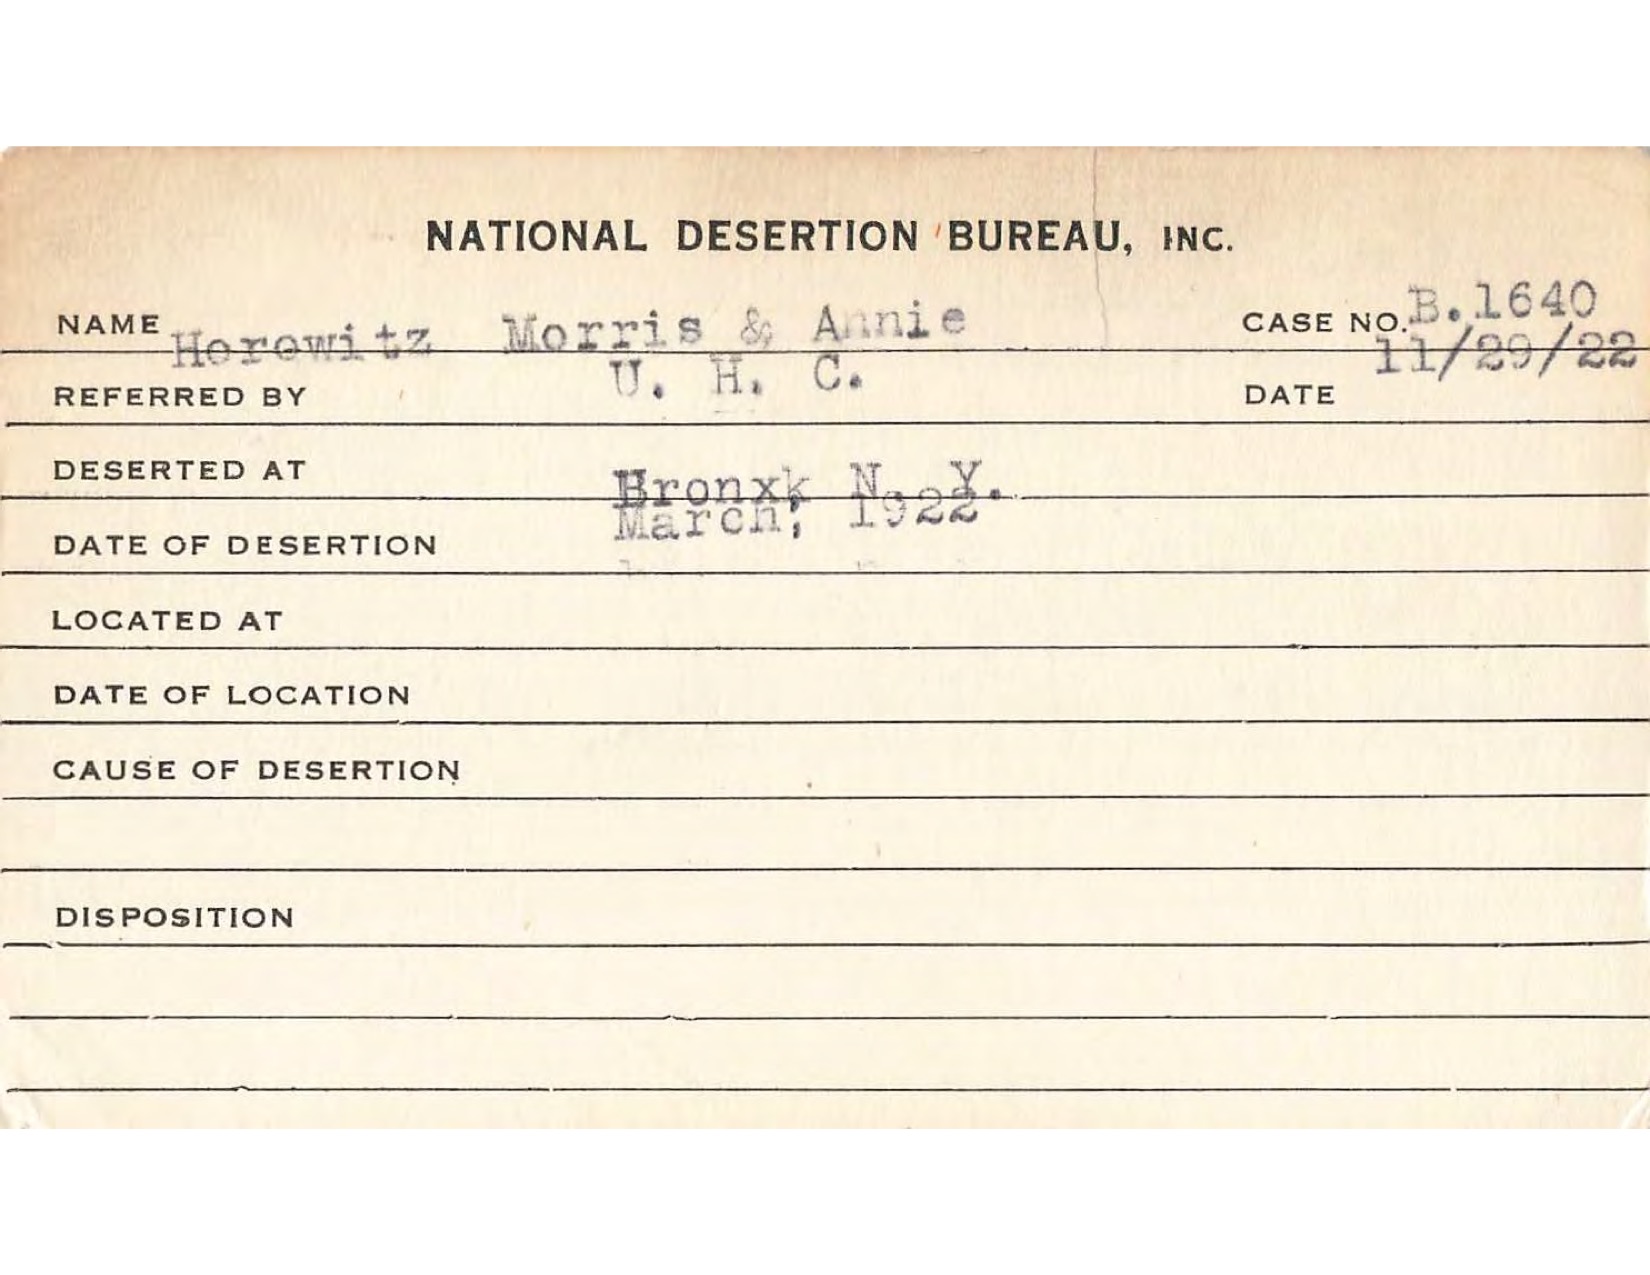 NATIONAL DESERTION BUREAU, INC.
NAME Horowitz Morris & Annie CASE NO. B.1640
REFERRED BY U. H. C. DATE 11/29/22
DESERTED AT Bronx, N. Y.
DATE OF DESERTION March, 1922
LOCATED AT
DATE OF LOCATION
CAUSE OF DESERTION
DISPOSITION